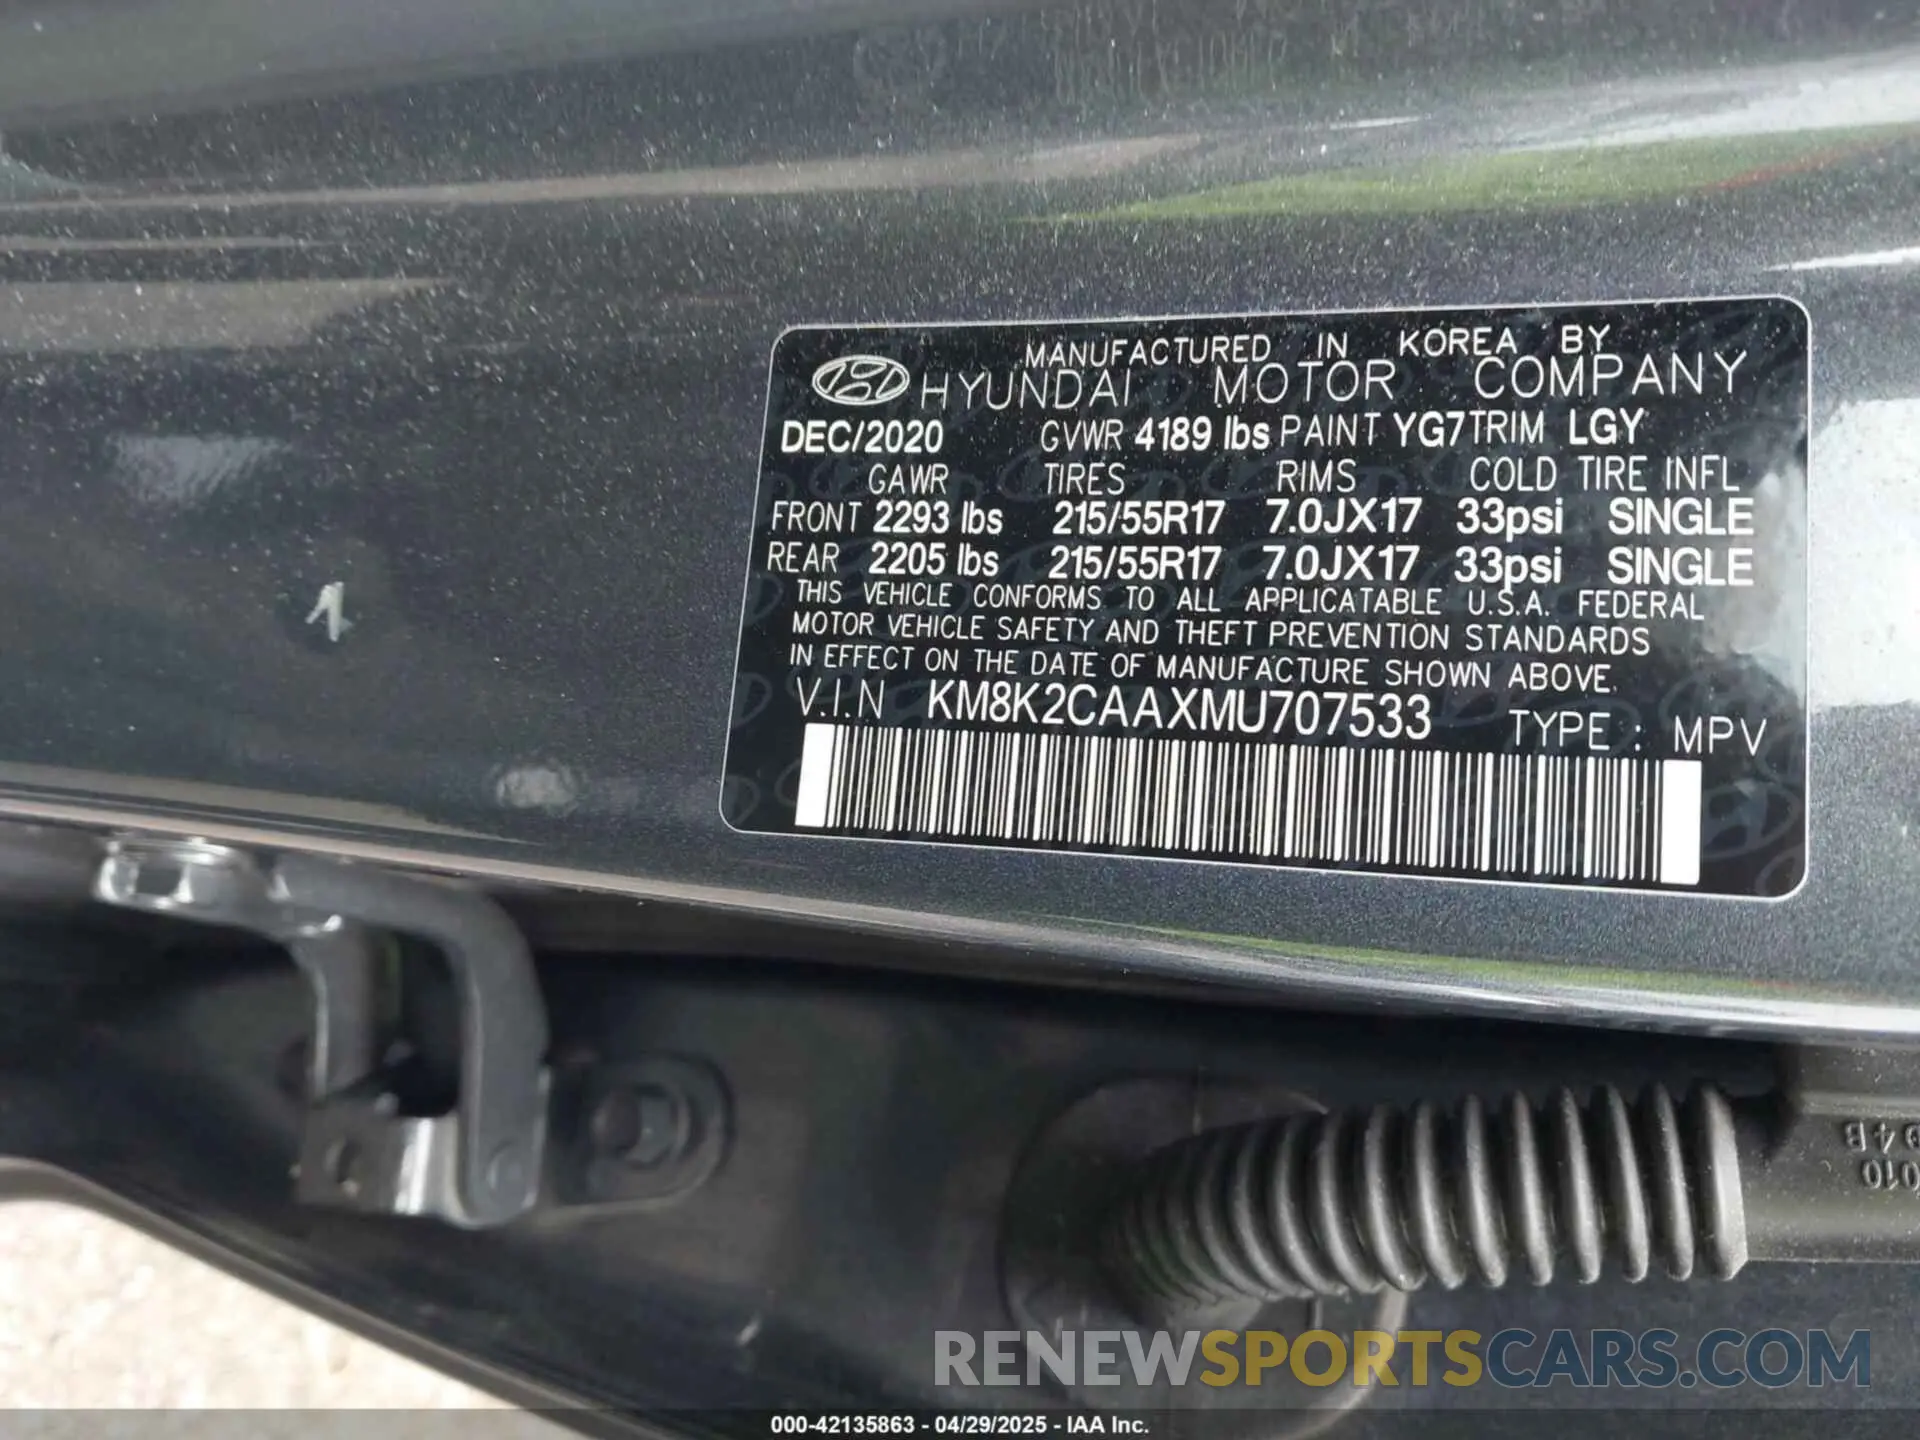 MANUFACTURED IN KOREA BY
HYUNDAI MOTOR COMPANY
DEC/2020 GVWR 4189 lbs PAINT YG7 TRIM LGY
GAWR TIRES RIMS COLD TIRE INFL
FRONT 2293 lbs 215/55R17 7.0JX17 33psi SINGLE
REAR 2205 lbs 215/55R17 7.0JX17 33psi SINGLE
THIS VEHICLE CONFORMS TO ALL APPLICATABLE U.S.A. FEDERAL
MOTOR VEHICLE SAFETY AND THEFT PREVENTION STANDARDS
IN EFFECT ON THE DATE OF MANUFACTURE SHOWN ABOVE.
V.I.N KM8K2CAAXMU707533 TYPE : MPV
1
RENEWSPORTSCARS.COM
000-42135863 - 04/29/2025 - IAA Inc.